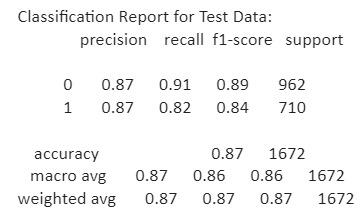 Classification Report for Test Data:
precision recall f1-score support
0 0.87 0.91 0.89 962
1 0.87 0.82 0.84 710
accuracy 0.87 1672
macro avg 0.87 0.86 0.86 1672
weighted avg 0.87 0.87 0.87 1672